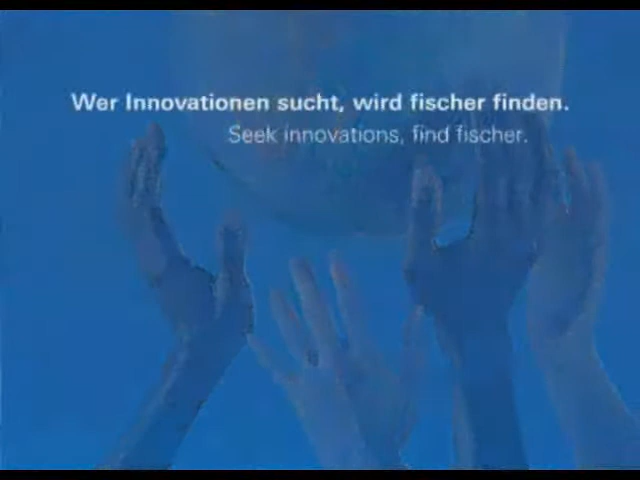 Wer Innovationen sucht, wird fischer finden.
Seek innovations, find fischer.